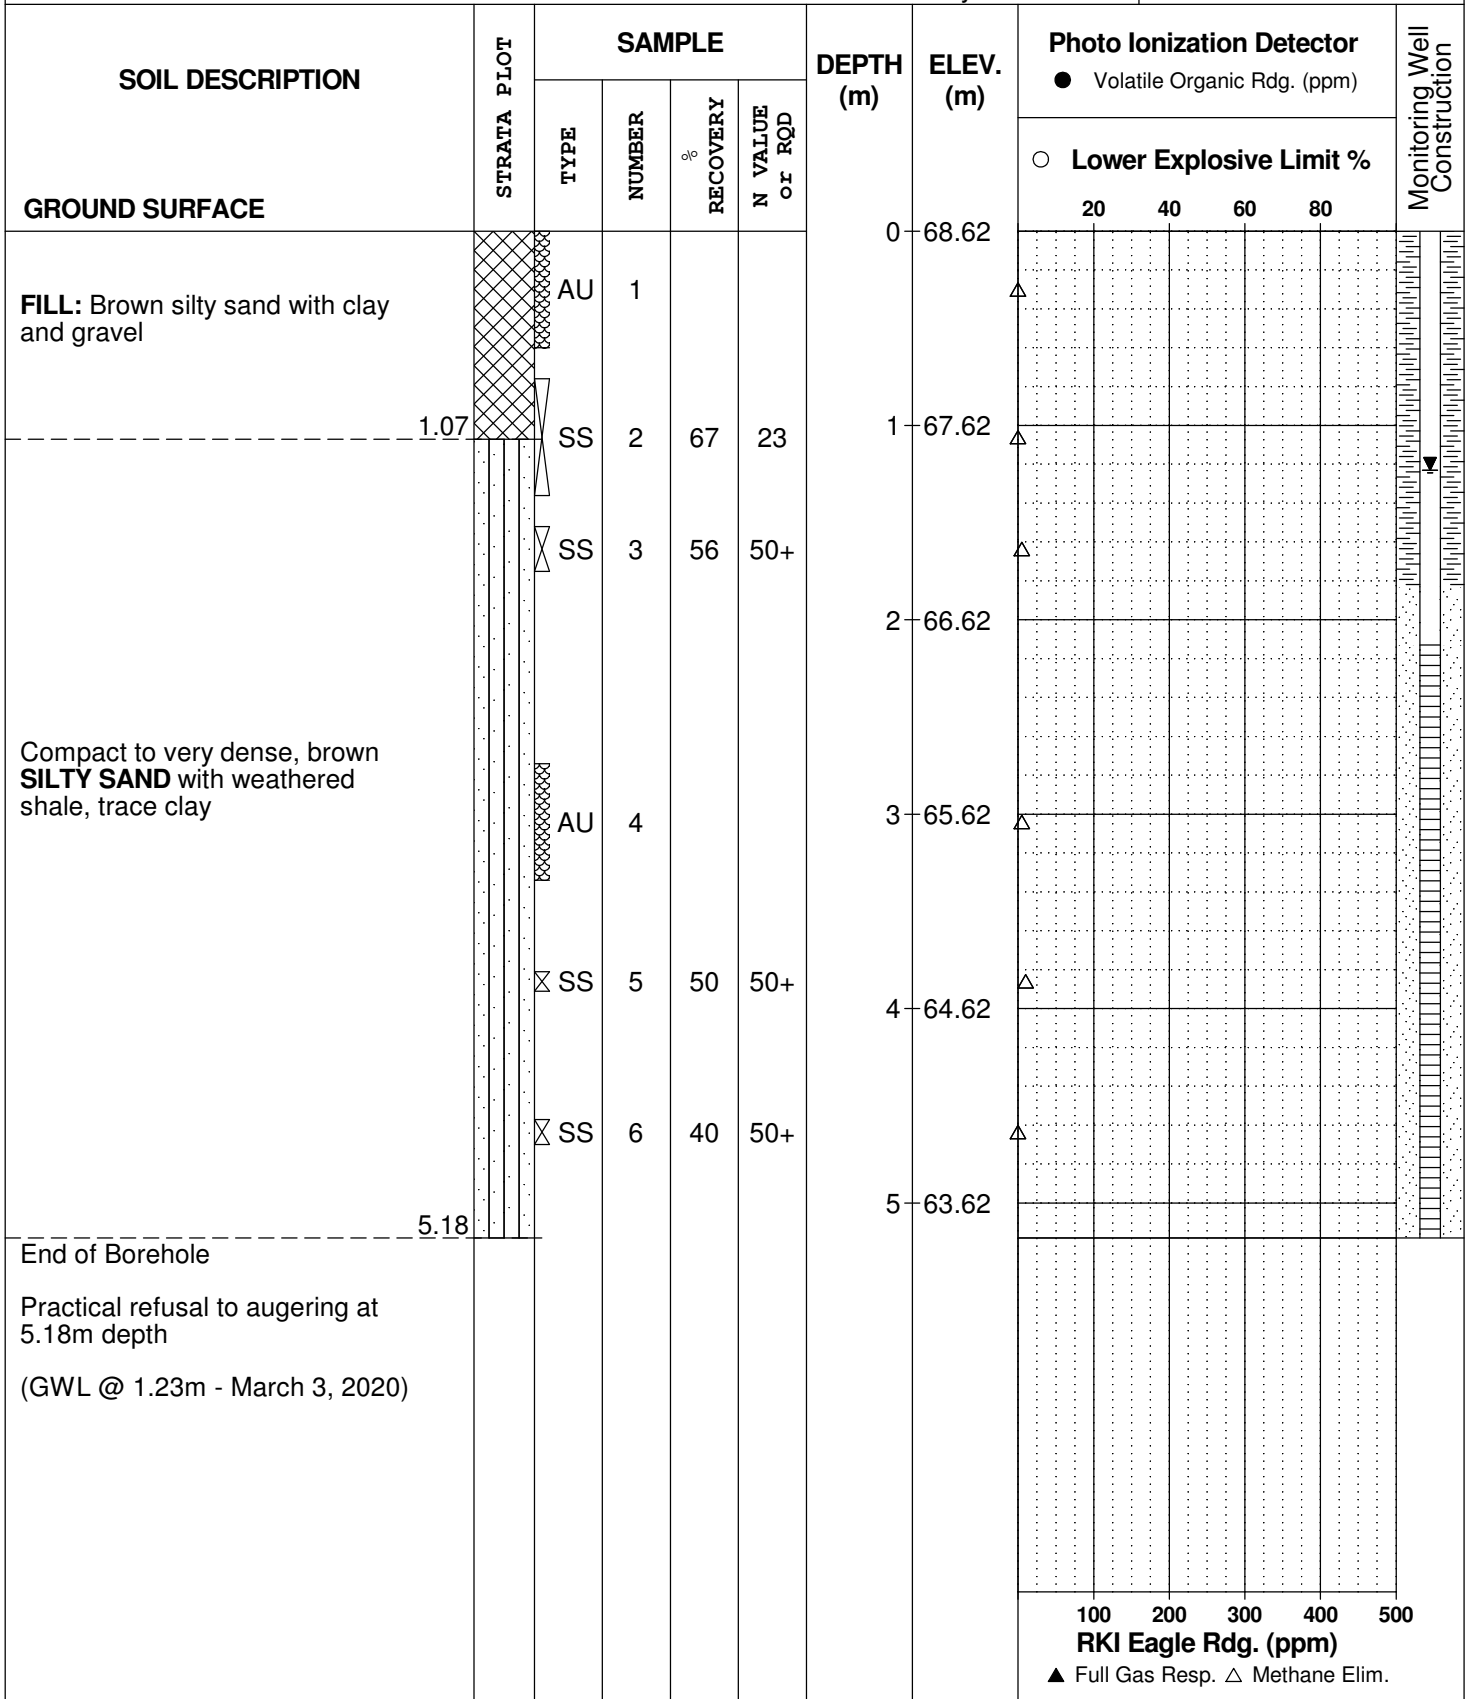 SOIL DESCRIPTION
GROUND SURFACE
STRATA PLOT
SAMPLE
TYPE
NUMBER
%
RECOVERY
N VALUE
or RQD
DEPTH
(m)
ELEV.
(m)
Photo Ionization Detector
● Volatile Organic Rdg. (ppm)
○ Lower Explosive Limit %
20 40 60 80
Monitoring Well
Construction
0 68.62
FILL: Brown silty sand with clay
and gravel
AU 1
1.07
SS 2 67 23
1 67.62
SS 3 56 50+
2 66.62
Compact to very dense, brown
SILTY SAND with weathered
shale, trace clay
AU 4
3 65.62
SS 5 50 50+
4 64.62
SS 6 40 50+
5 63.62
5.18
End of Borehole
Practical refusal to augering at
5.18m depth
(GWL @ 1.23m - March 3, 2020)
100 200 300 400 500
RKI Eagle Rdg. (ppm)
▲ Full Gas Resp. △ Methane Elim.